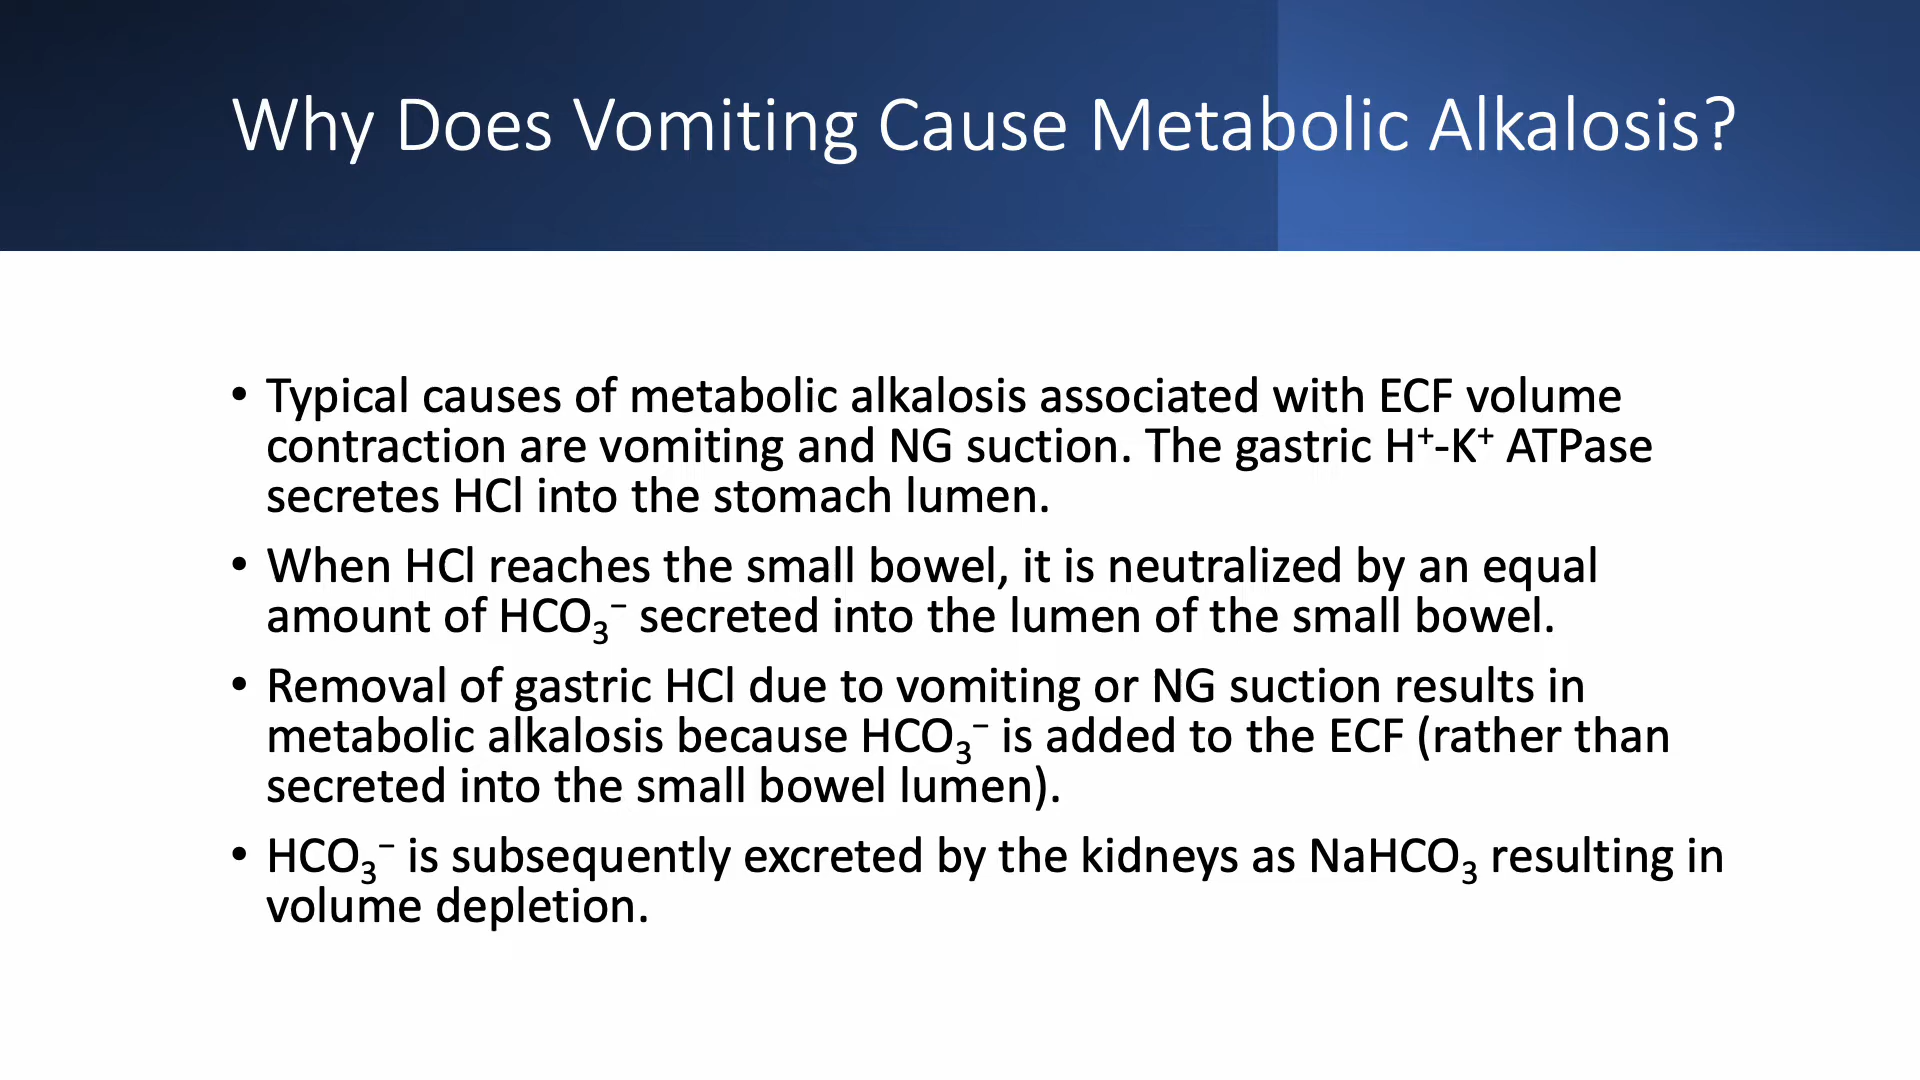 Why Does Vomiting Cause Metabolic Alkalosis?
• Typical causes of metabolic alkalosis associated with ECF volume
contraction are vomiting and NG suction. The gastric H⁺-K⁺ ATPase
secretes HCl into the stomach lumen.
• When HCl reaches the small bowel, it is neutralized by an equal
amount of HCO₃⁻ secreted into the lumen of the small bowel.
• Removal of gastric HCl due to vomiting or NG suction results in
metabolic alkalosis because HCO₃⁻ is added to the ECF (rather than
secreted into the small bowel lumen).
• HCO₃⁻ is subsequently excreted by the kidneys as NaHCO₃ resulting in
volume depletion.